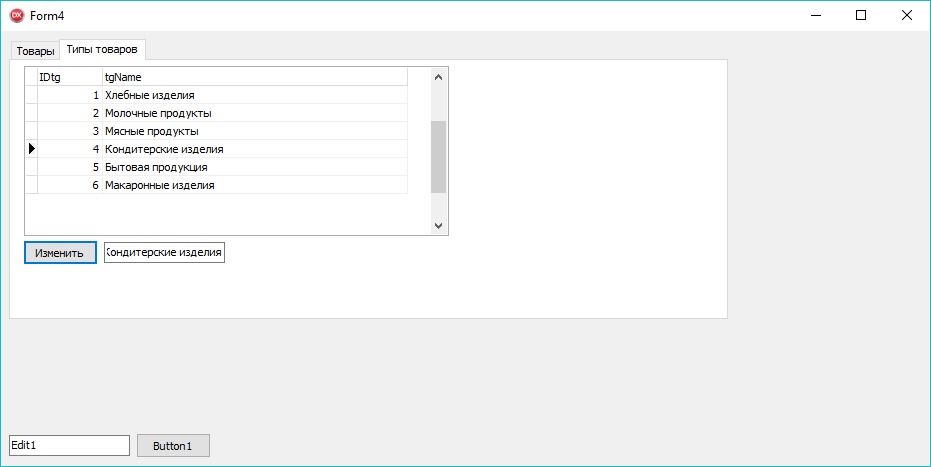 DX Form4
Товары Типы товаров
IDtg tgName
1 Хлебные изделия
2 Молочные продукты
3 Мясные продукты
4 Кондитерские изделия
5 Бытовая продукция
6 Макаронные изделия
Изменить Кондитерские изделия
Edit1 Button1